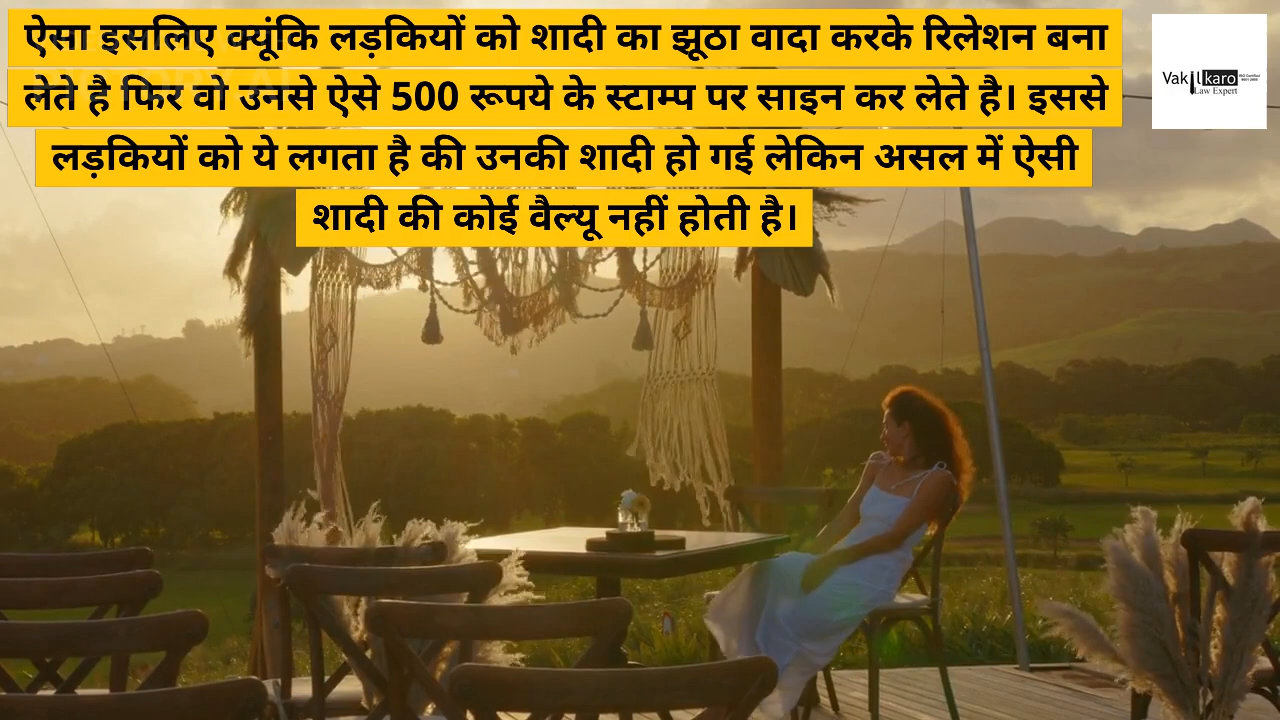 ऐसा इसलिए क्यूंकि लड़कियों को शादी का झूठा वादा करके रिलेशन बना
लेते है फिर वो उनसे ऐसे 500 रूपये के स्टाम्प पर साइन कर लेते है। इससे
लड़कियों को ये लगता है की उनकी शादी हो गई लेकिन असल में ऐसी
शादी की कोई वैल्यू नहीं होती है।
Vakilkaro
Law Expert